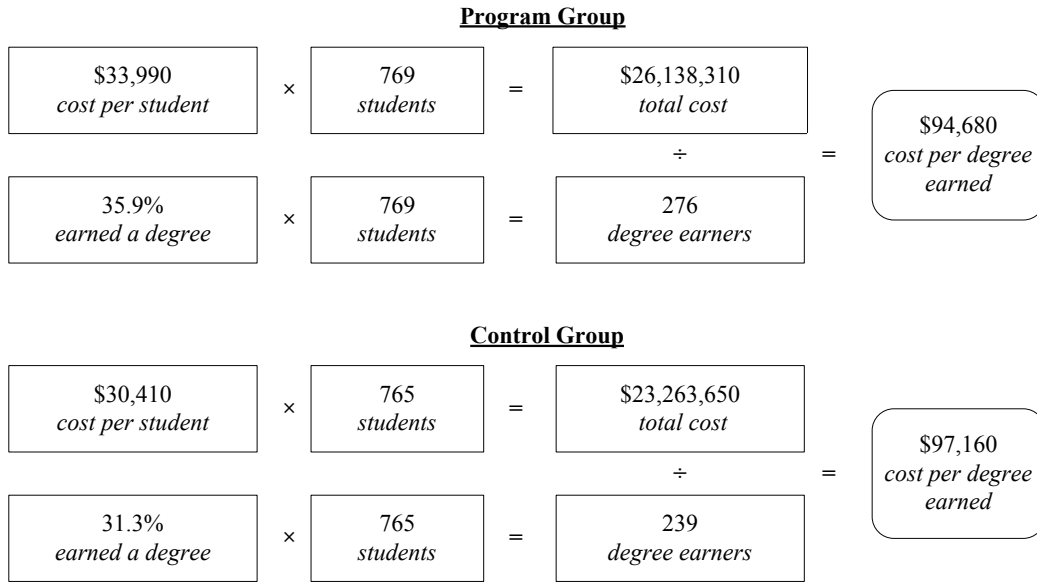 Program Group
$33,990 × 769 = $26,138,310
cost per student students total cost
÷ = $94,680
cost per degree
earned
35.9% × 769 = 276
earned a degree students degree earners
Control Group
$30,410 × 765 = $23,263,650
cost per student students total cost
÷ = $97,160
cost per degree
earned
31.3% × 765 = 239
earned a degree students degree earners